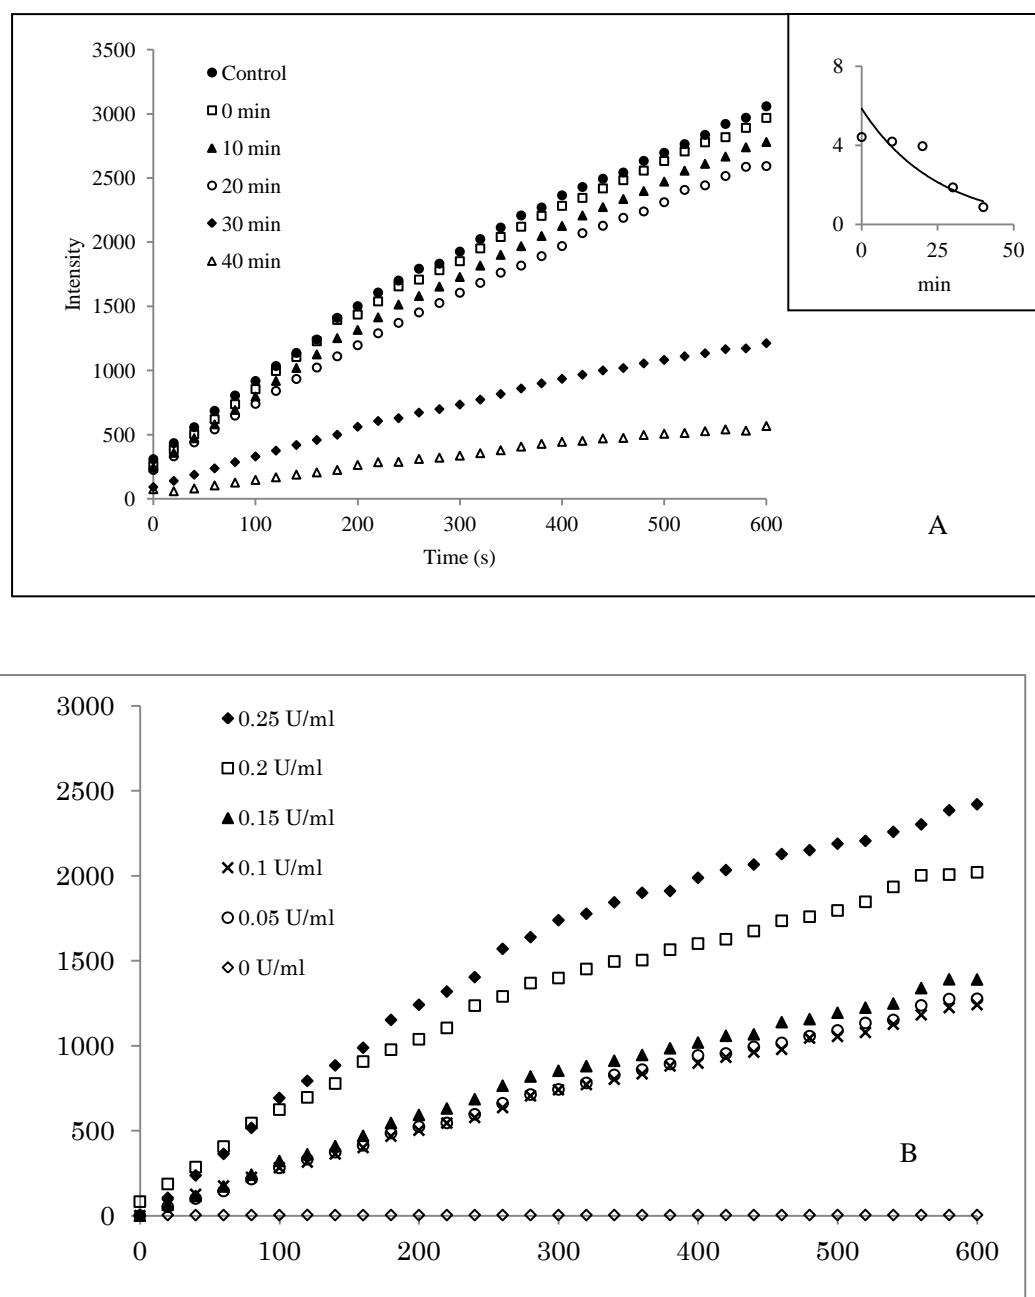 3500
3000
2500
2000
1500
1000
500
0
Intensity
Control
0 min
10 min
20 min
30 min
40 min
0 100 200 300 400 500 600
Time (s)
8
4
0
0 25 50
min
A
3000
2500
2000
1500
1000
500
0
0.25 U/ml
0.2 U/ml
0.15 U/ml
0.1 U/ml
0.05 U/ml
0 U/ml
B
0 100 200 300 400 500 600